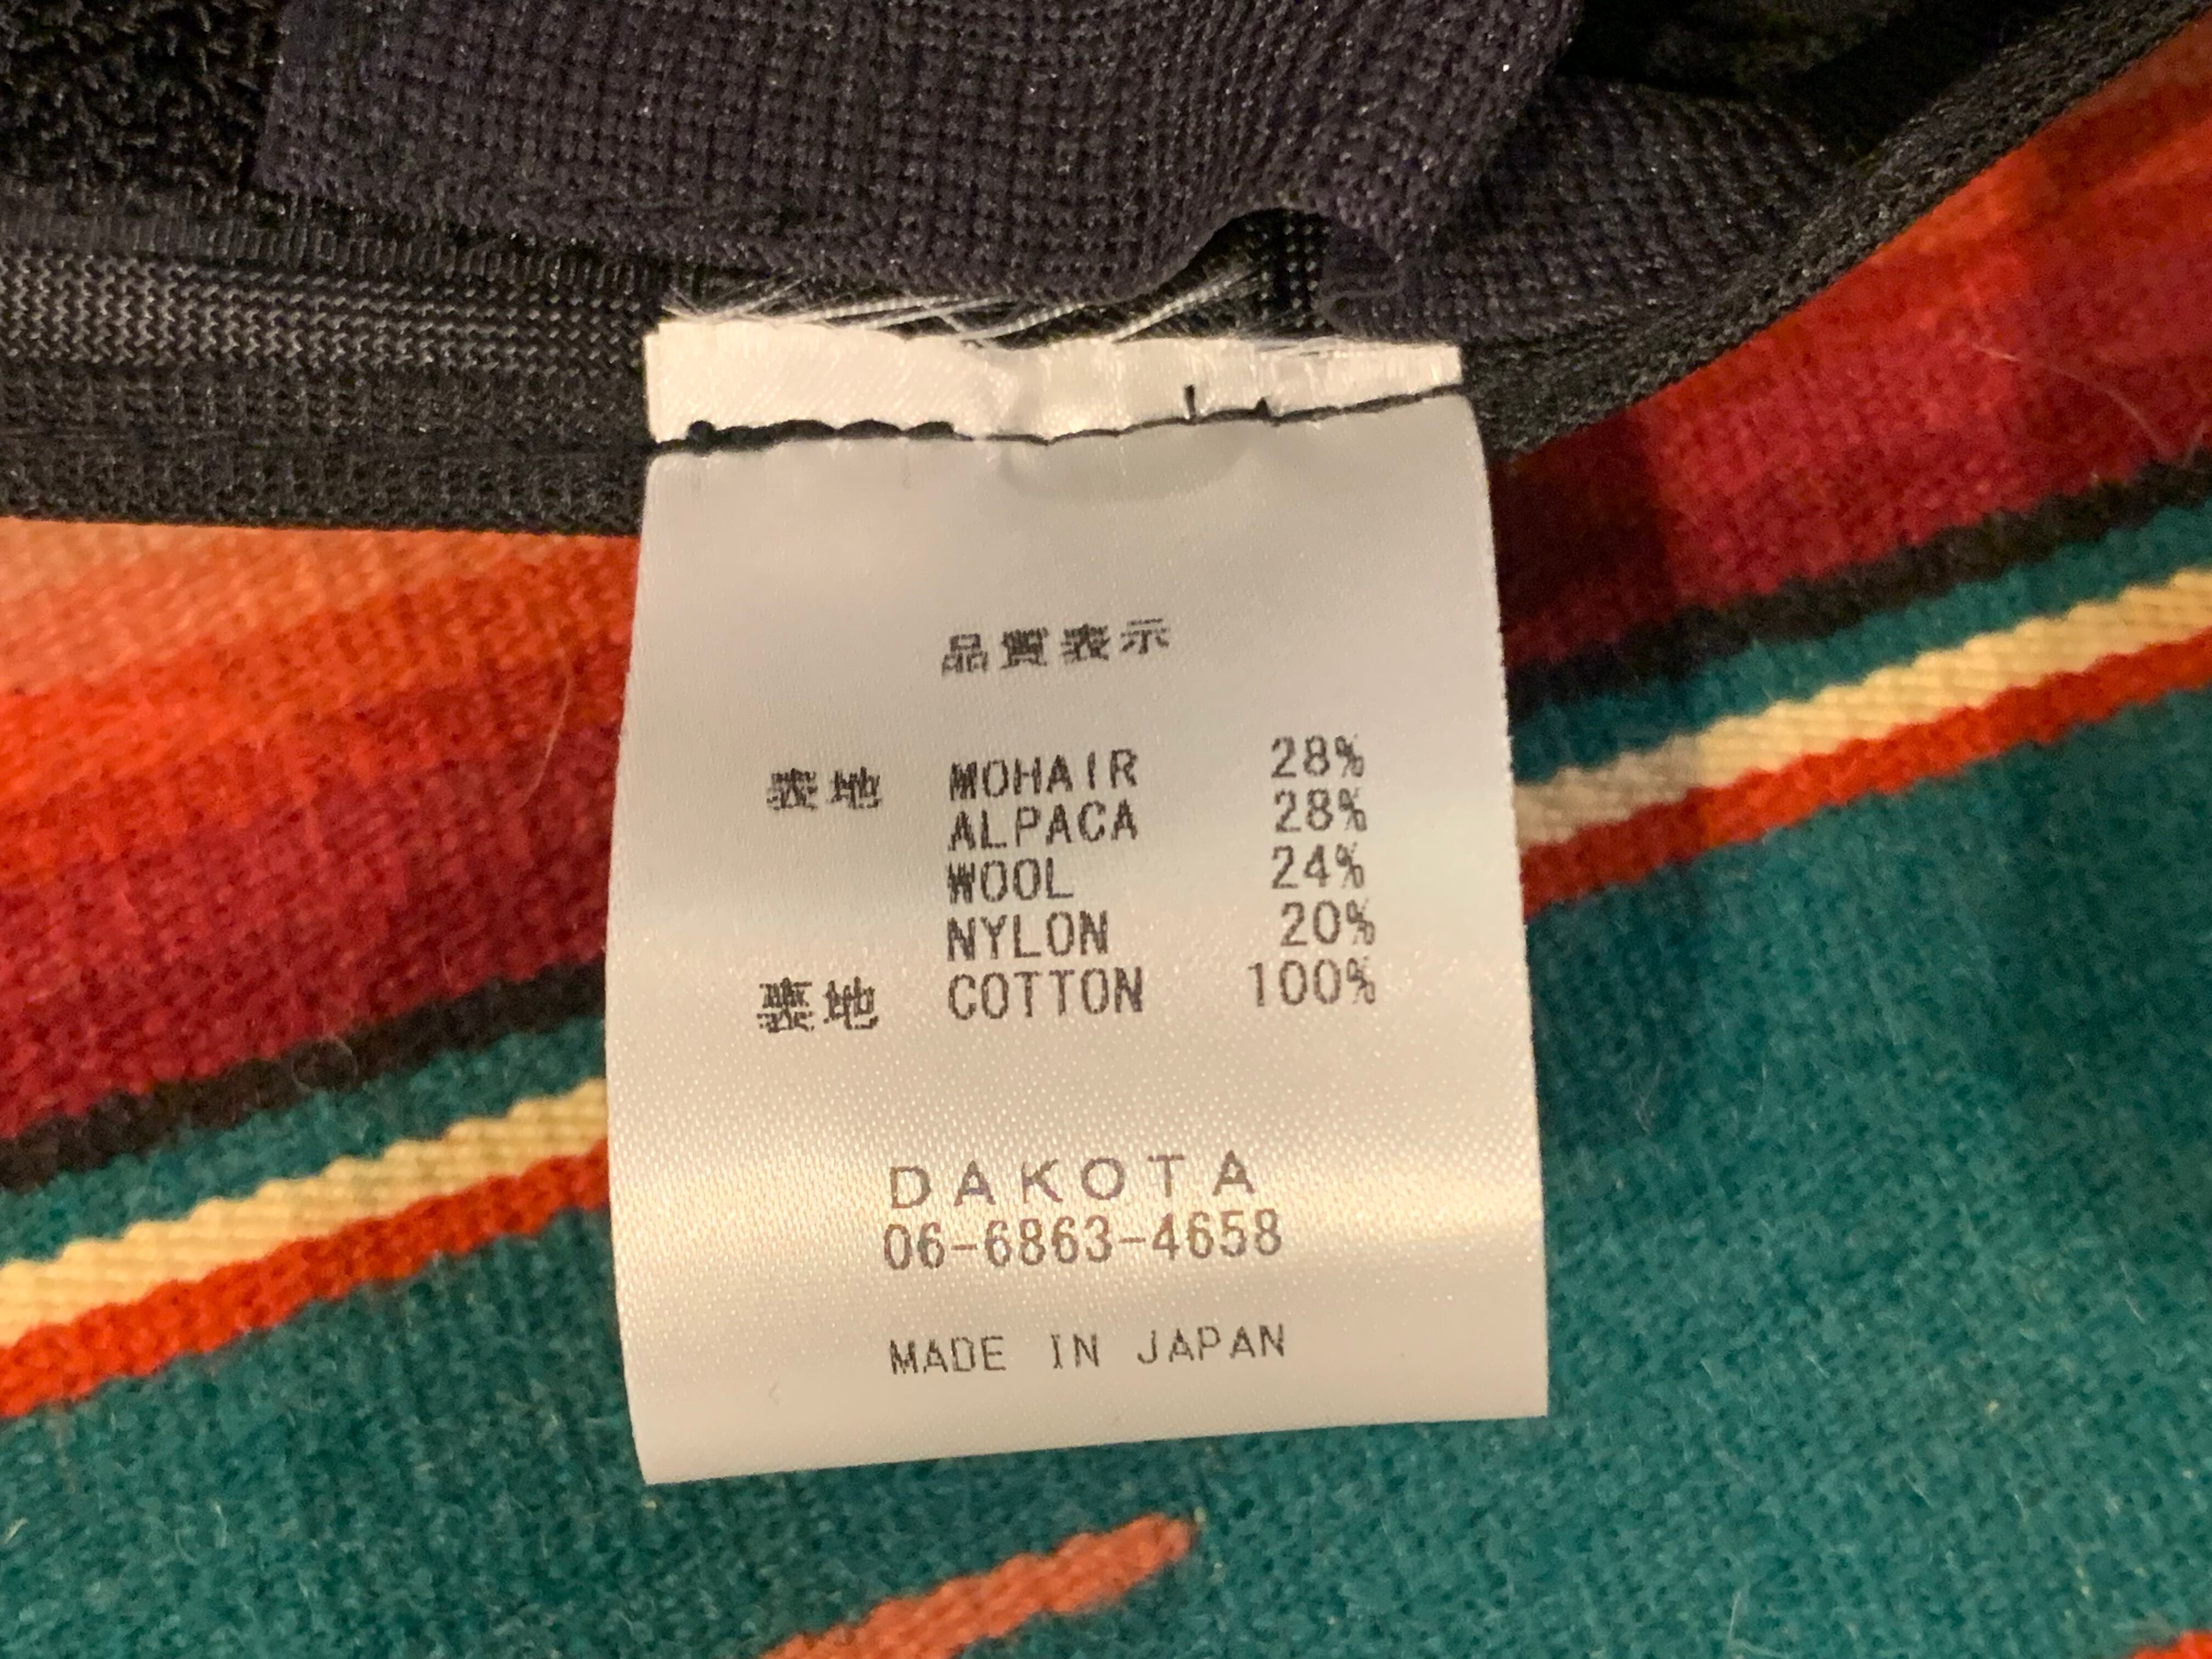 品質表示
表地 MOHAIR 28%
ALPACA 28%
WOOL 24%
NYLON 20%
裏地 COTTON 100%
DAKOTA
06-6863-4658
MADE IN JAPAN